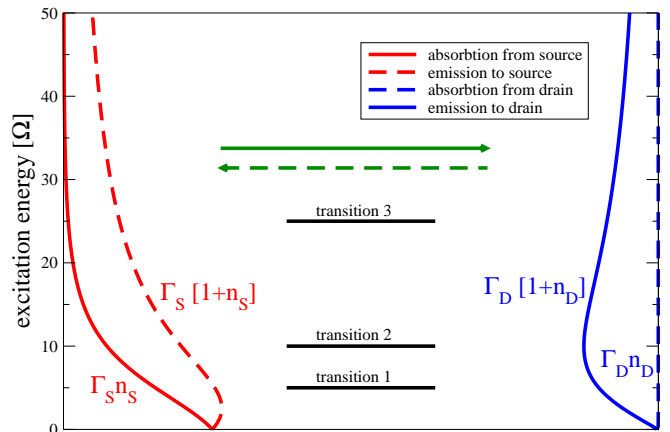 50
40
30
20
10
0
excitation energy [Ω]
absorbtion from source
emission to source
absorbtion from drain
emission to drain
transition 3
transition 2
transition 1
Γ_S [1+n_S]
Γ_S n_S
Γ_D [1+n_D]
Γ_D n_D